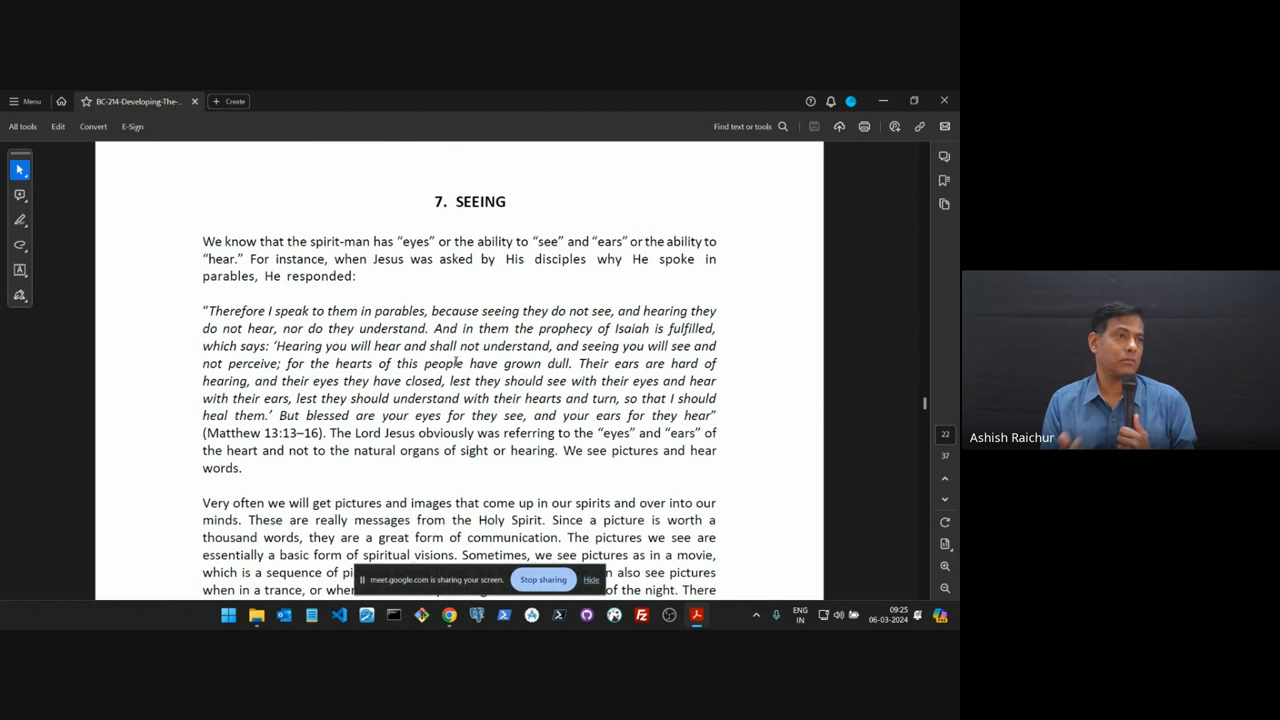 Menu
BC-214-Developing-The-...
Create
All tools
Edit
Convert
E-Sign
Find text or tools
7. SEEING
We know that the spirit-man has “eyes” or the ability to “see” and “ears” or the ability to
“hear.” For instance, when Jesus was asked by His disciples why He spoke in
parables, He responded:
“Therefore I speak to them in parables, because seeing they do not see, and hearing they
do not hear, nor do they understand. And in them the prophecy of Isaiah is fulfilled,
which says: ‘Hearing you will hear and shall not understand, and seeing you will see and
not perceive; for the hearts of this people have grown dull. Their ears are hard of
hearing, and their eyes they have closed, lest they should see with their eyes and hear
with their ears, lest they should understand with their hearts and turn, so that I should
heal them.’ But blessed are your eyes for they see, and your ears for they hear”
(Matthew 13:13–16). The Lord Jesus obviously was referring to the “eyes” and “ears” of
the heart and not to the natural organs of sight or hearing. We see pictures and hear
words.
Very often we will get pictures and images that come up in our spirits and over into our
minds. These are really messages from the Holy Spirit. Since a picture is worth a
thousand words, they are a great form of communication. The pictures we see are
essentially a basic form of spiritual visions. Sometimes, we see pictures as in a movie,
which is a sequence of also see pictures
when in a trance, or of the night. There
meet.google.com is sharing your screen.
Stop sharing
Hide
22
37
Ashish Raichur
ENG
IN
09:25
06-03-2024